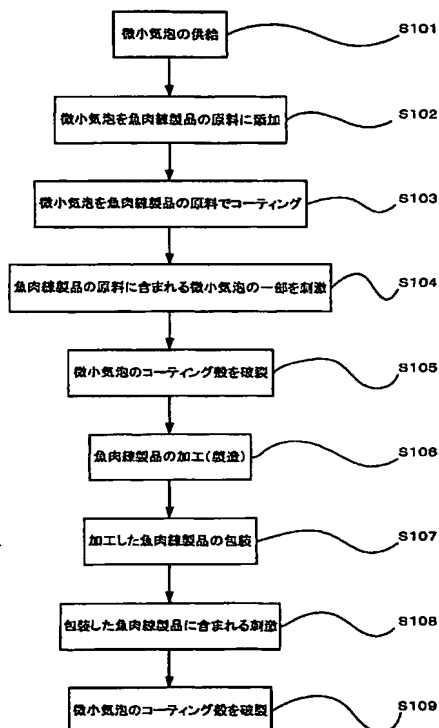 微小気泡の供給
S101
微小気泡を魚肉練製品の原料に添加
S102
微小気泡を魚肉練製品の原料でコーティング
S103
魚肉練製品の原料に含まれる微小気泡の一部を刺激
S104
微小気泡のコーティング殻を破裂
S105
魚肉練製品の加工(製造)
S106
加工した魚肉練製品の包装
S107
包装した魚肉練製品に含まれる刺激
S108
微小気泡のコーティング殻を破裂
S109